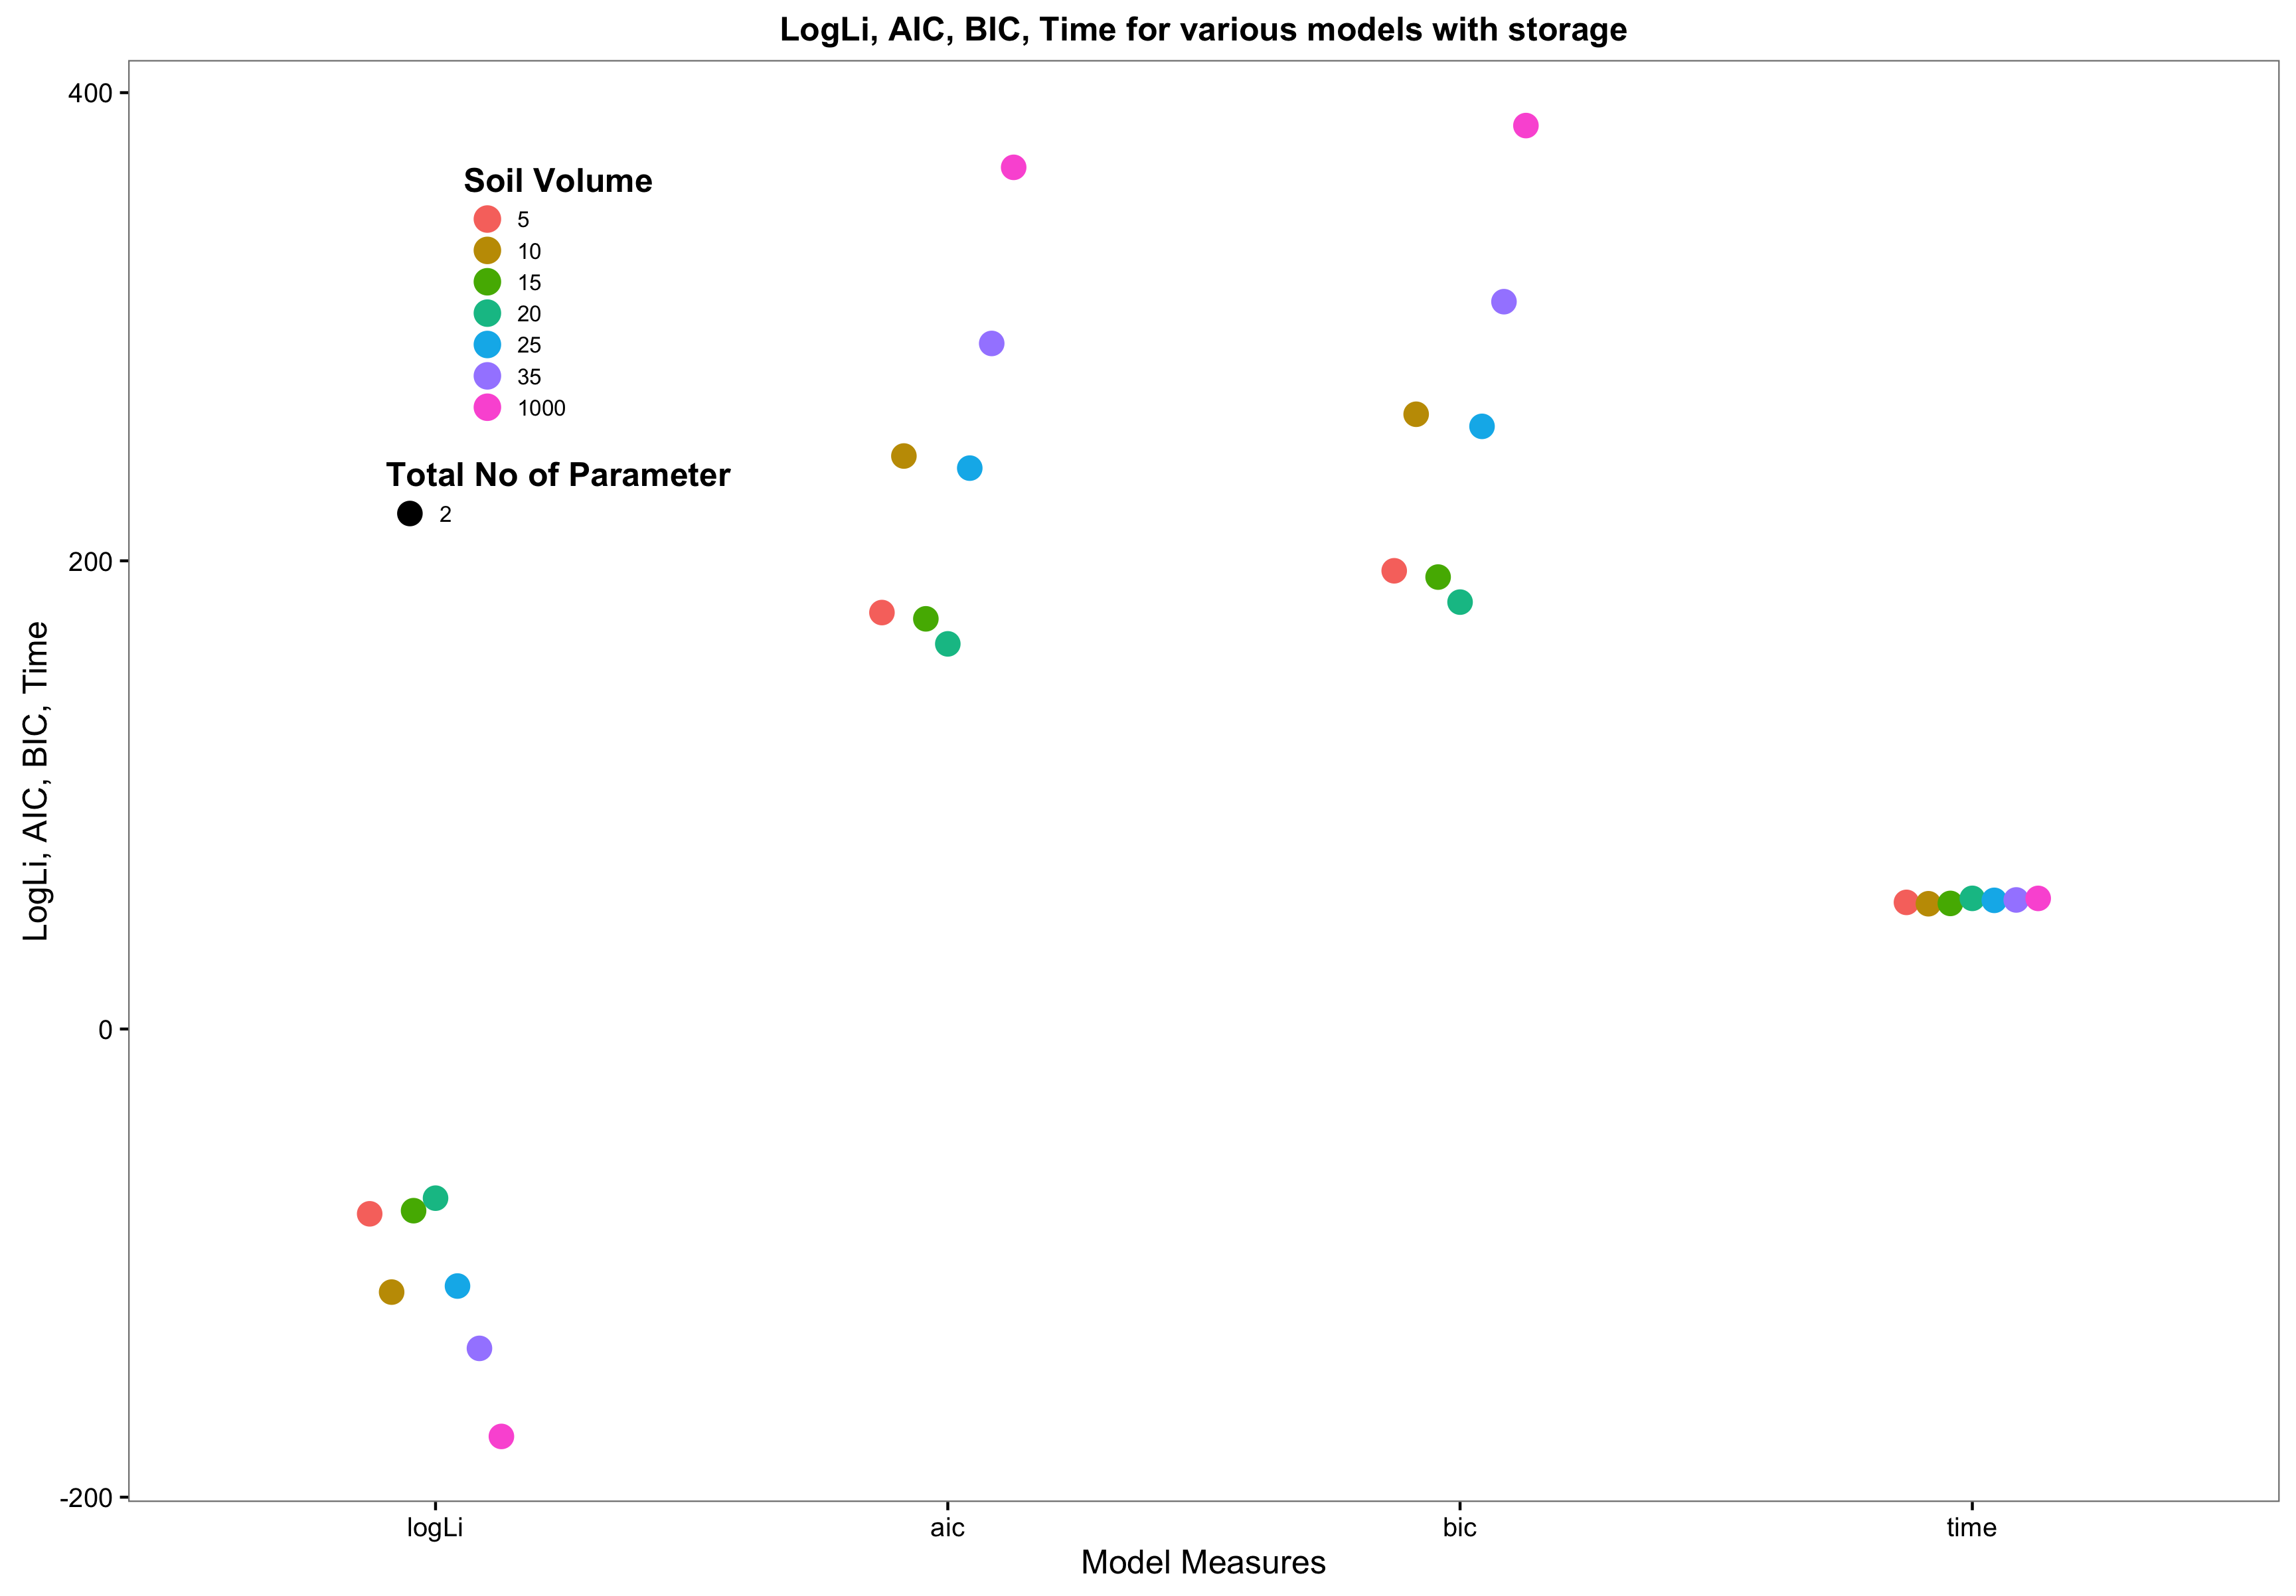 LogLi, AIC, BIC, Time for various models with storage
LogLi, AIC, BIC, Time
400
200
0
-200
Soil Volume
5
10
15
20
25
35
1000
Total No of Parameter
2
logLi aic bic time
Model Measures